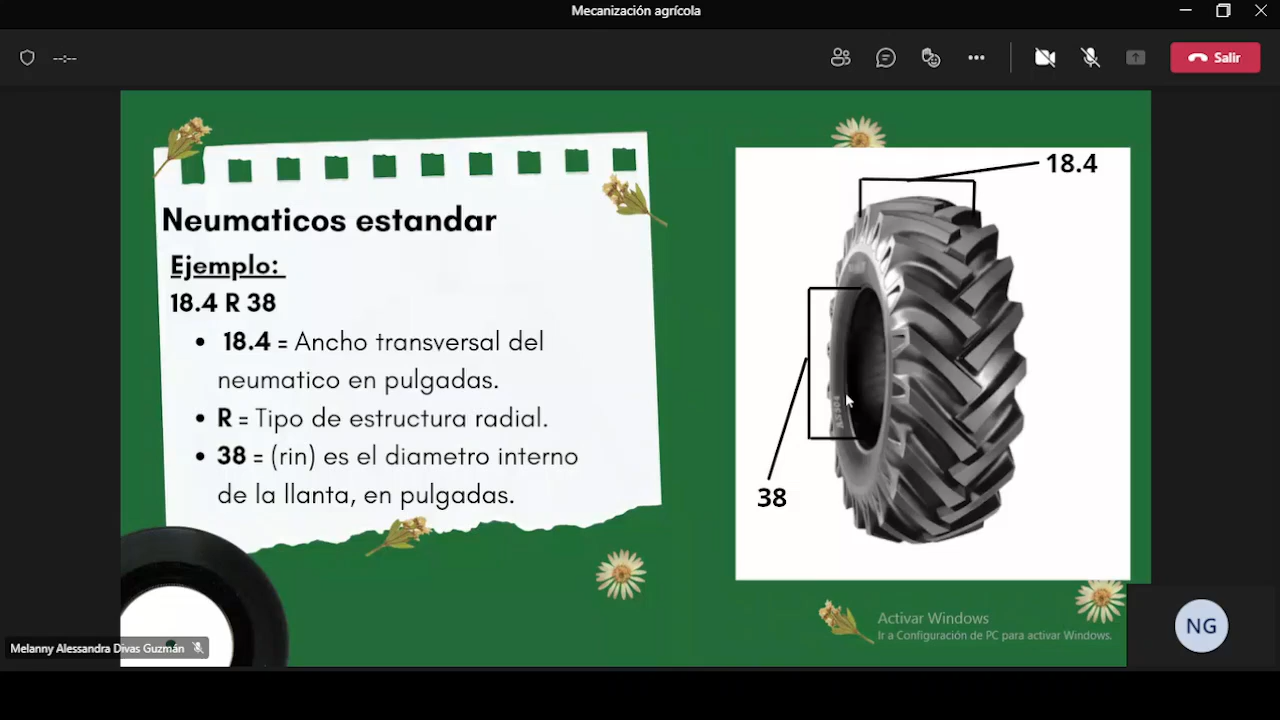 Mecanización agrícola
--:--
Salir
Neumaticos estandar
Ejemplo:
18.4 R 38
• 18.4 = Ancho transversal del
neumatico en pulgadas.
• R = Tipo de estructura radial.
• 38 = (rin) es el diametro interno
de la llanta, en pulgadas.
18.4
38
Activar Windows
Ir a Configuración de PC para activar Windows.
NG
Melanny Alessandra Divas Guzmán